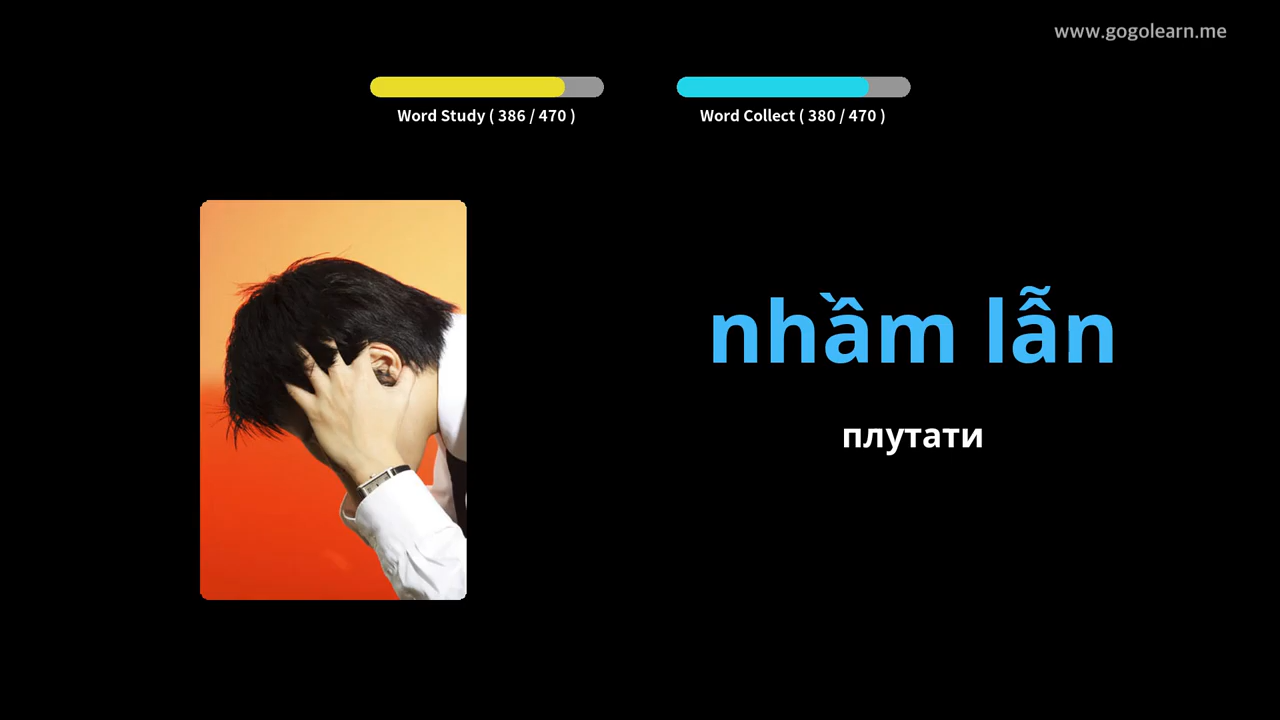 www.gogolearn.me
Word Study ( 386 / 470 )
Word Collect ( 380 / 470 )
nhầm lẫn
плутати